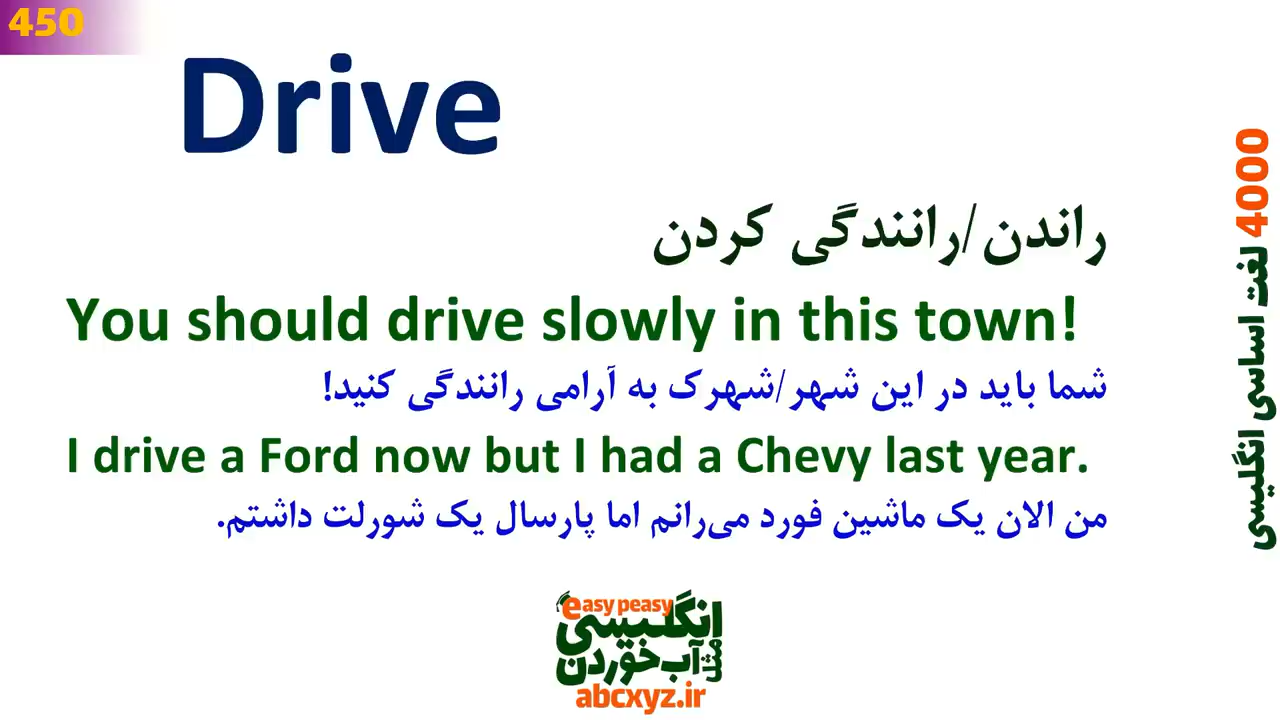 450
Drive
راندن/رانندگی کردن
You should drive slowly in this town!
شما باید در این شهر/شهرک به آرامی رانندگی کنید!
I drive a Ford now but I had a Chevy last year.
من الان یک ماشین فورد می‌رانم اما پارسال یک شورلت داشتم.
4000 لغت اساسی انگلیسی
easy peasy
انگلیسی
مثل آب خوردن
abcxyz.ir